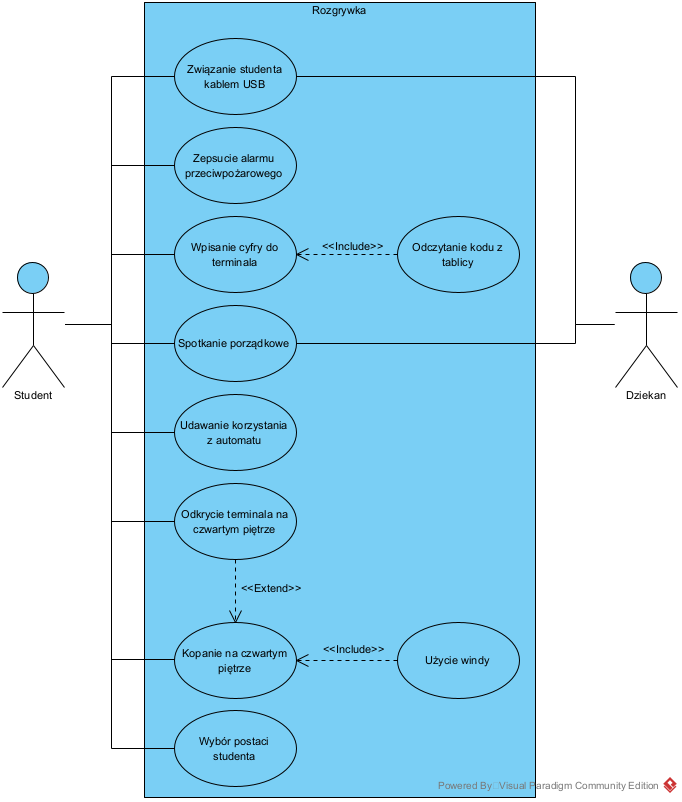 Rozgrywka
Związanie studenta
kablem USB
Zepsucie alarmu
przeciwpożarowego
Wpisanie cyfry do
terminala
<<Include>>
Odczytanie kodu z
tablicy
Spotkanie porządkowe
Student
Dziekan
Udawanie korzystania
z automatu
Odkrycie terminala na
czwartym piętrze
<<Extend>>
Kopanie na czwartym
piętrze
<<Include>>
Użycie windy
Wybór postaci
studenta
Powered By Visual Paradigm Community Edition